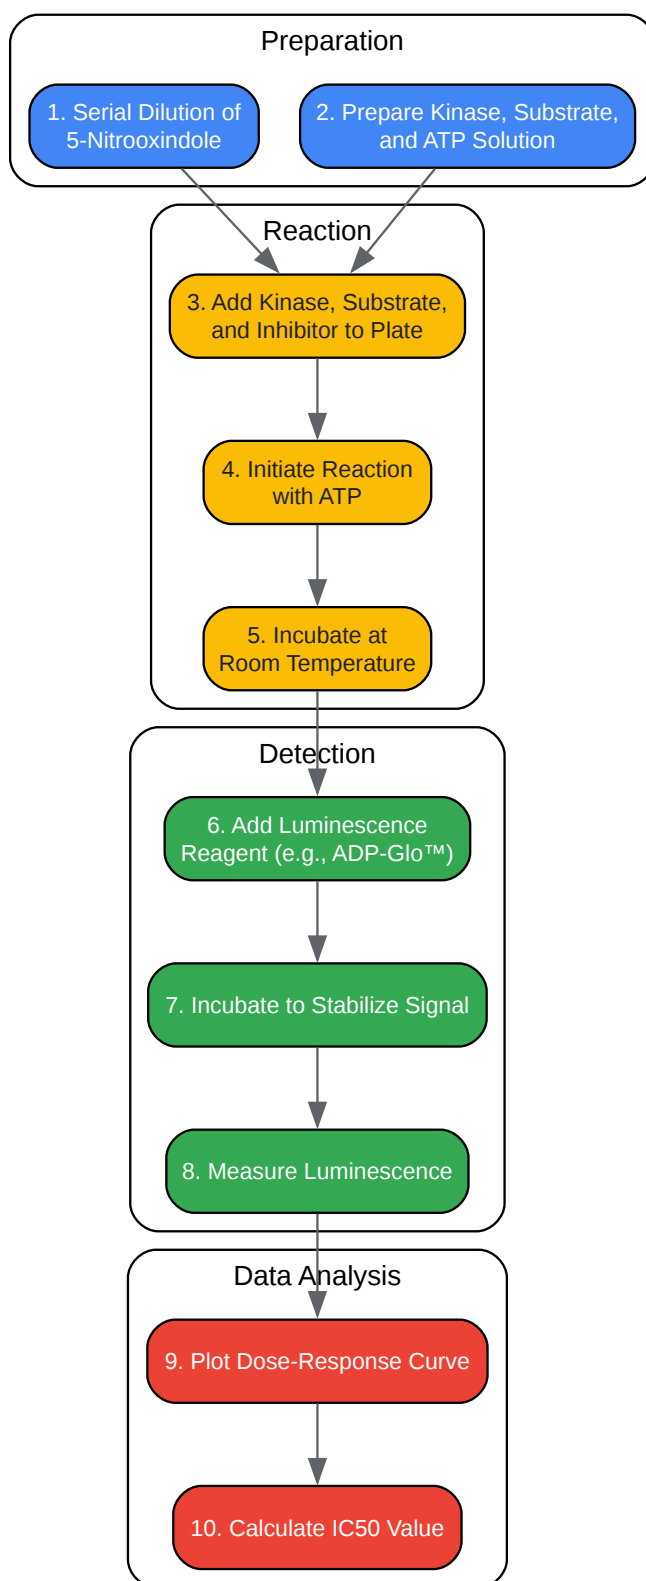 Preparation
1. Serial Dilution of
5-Nitrooxindole
2. Prepare Kinase, Substrate,
and ATP Solution
Reaction
3. Add Kinase, Substrate,
and Inhibitor to Plate
4. Initiate Reaction
with ATP
5. Incubate at
Room Temperature
Detection
6. Add Luminescence
Reagent (e.g., ADP-Glo™)
7. Incubate to Stabilize Signal
8. Measure Luminescence
Data Analysis
9. Plot Dose-Response Curve
10. Calculate IC50 Value